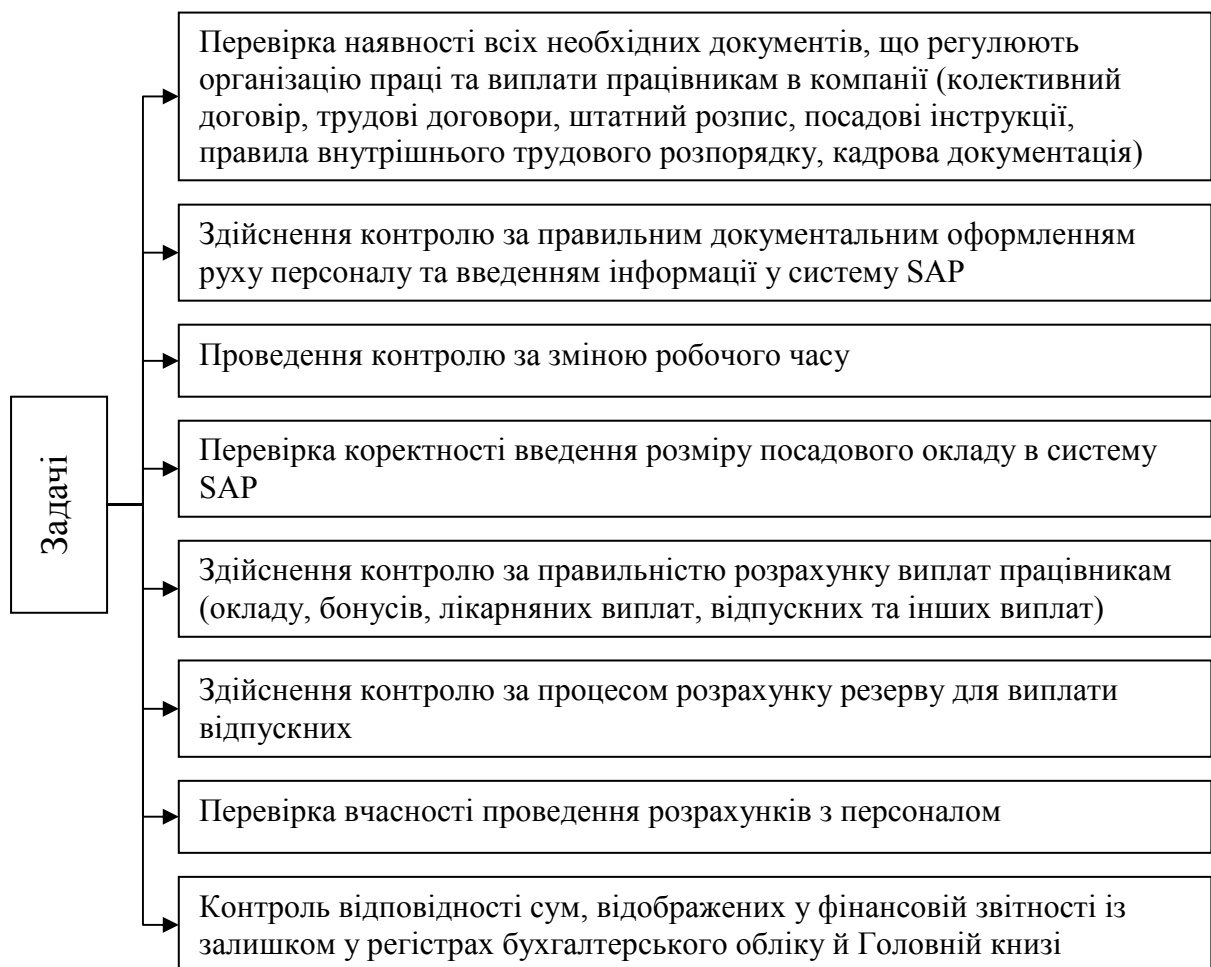 Перевірка наявності всіх необхідних документів, що регулюють
організацію праці та виплати працівникам в компанії (колективний
договір, трудові договори, штатний розпис, посадові інструкції,
правила внутрішнього трудового розпорядку, кадрова документація)
Здійснення контролю за правильним документальним оформленням
руху персоналу та введенням інформації у систему SAP
Проведення контролю за зміною робочого часу
Задачі
Перевірка коректності введення розміру посадового окладу в систему
SAP
Здійснення контролю за правильністю розрахунку виплат працівникам
(окладу, бонусів, лікарняних виплат, відпускних та інших виплат)
Здійснення контролю за процесом розрахунку резерву для виплати
відпускних
Перевірка вчасності проведення розрахунків з персоналом
Контроль відповідності сум, відображених у фінансовій звітності із
залишком у регістрах бухгалтерського обліку й Головній книзі